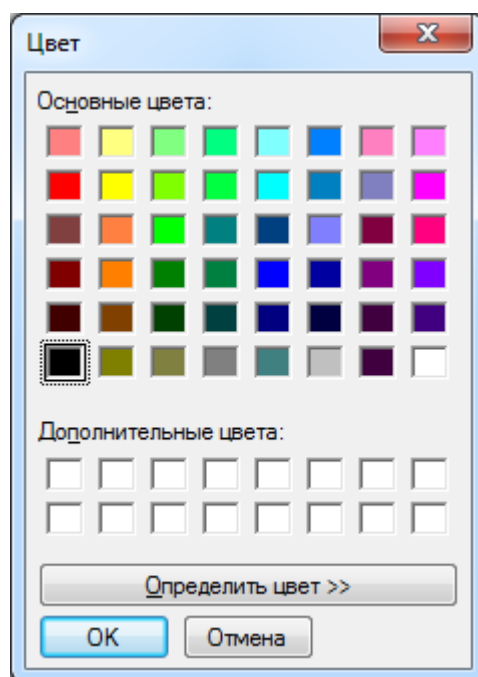 Цвет
Основные цвета:
Дополнительные цвета:
Определить цвет >>
OK
Отмена